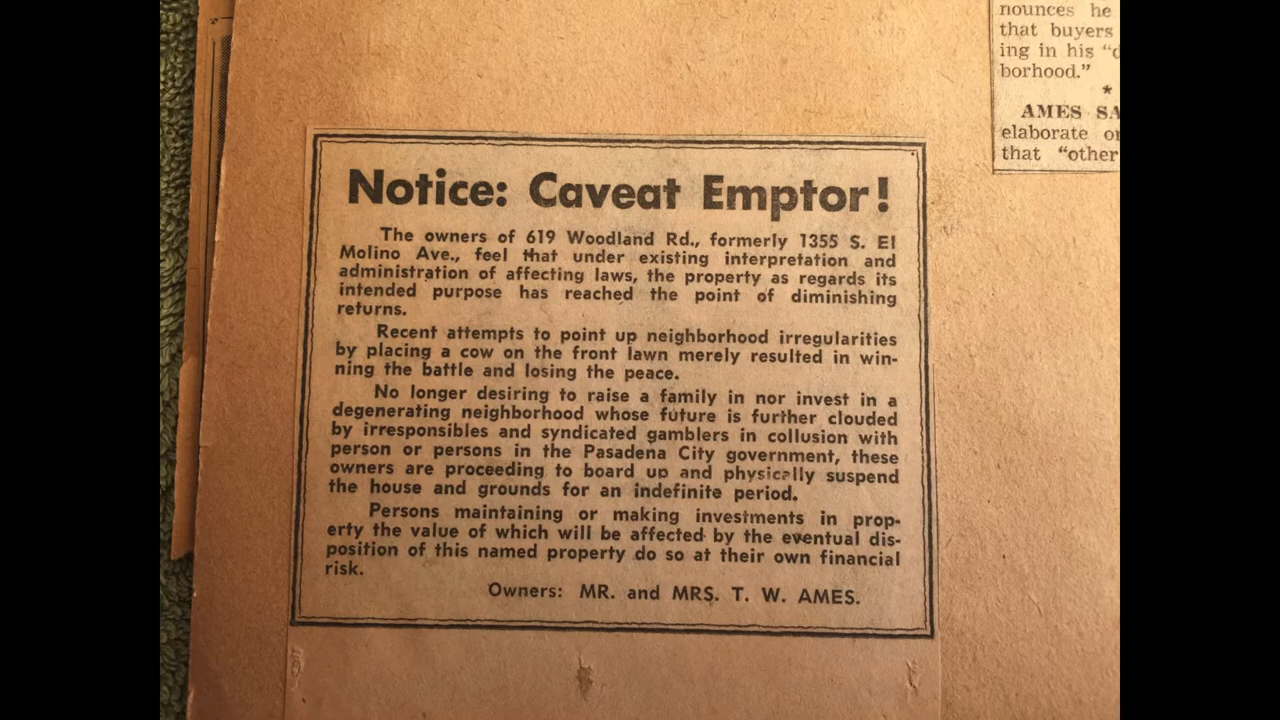 nounces he
that buyers
ing in his "d
borhood."
*
AMES SA
elaborate or
that "other
Notice: Caveat Emptor!
The owners of 619 Woodland Rd., formerly 1355 S. El
Molino Ave., feel that under existing interpretation and
administration of affecting laws, the property as regards its
intended purpose has reached the point of diminishing
returns.
Recent attempts to point up neighborhood irregularities
by placing a cow on the front lawn merely resulted in win-
ning the battle and losing the peace.
No longer desiring to raise a family in nor invest in a
degenerating neighborhood whose future is further clouded
by irresponsibles and syndicated gamblers in collusion with
person or persons in the Pasadena City government, these
owners are proceeding to board up and physically suspend
the house and grounds for an indefinite period.
Persons maintaining or making investments in prop-
erty the value of which will be affected by the eventual dis-
position of this named property do so at their own financial
risk.
Owners: MR. and MRS. T. W. AMES.